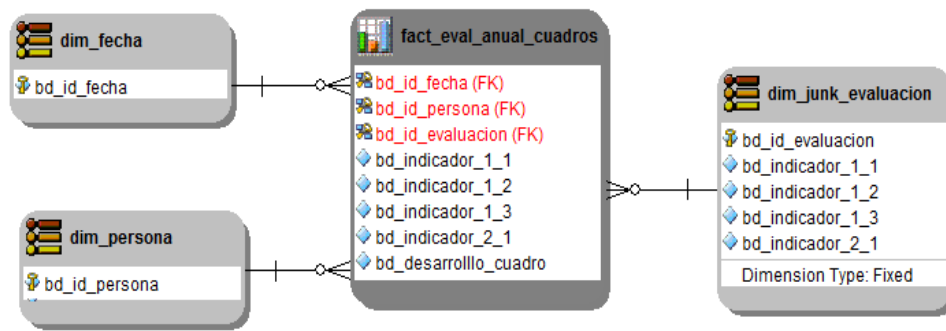 dim_fecha
bd_id_fecha
dim_persona
bd_id_persona
fact_eval_anual_cuadros
bd_id_fecha (FK)
bd_id_persona (FK)
bd_id_evaluacion (FK)
bd_indicador_1_1
bd_indicador_1_2
bd_indicador_1_3
bd_indicador_2_1
bd_desarrolllo_cuadro
dim_junk_evaluacion
bd_id_evaluacion
bd_indicador_1_1
bd_indicador_1_2
bd_indicador_1_3
bd_indicador_2_1
Dimension Type: Fixed